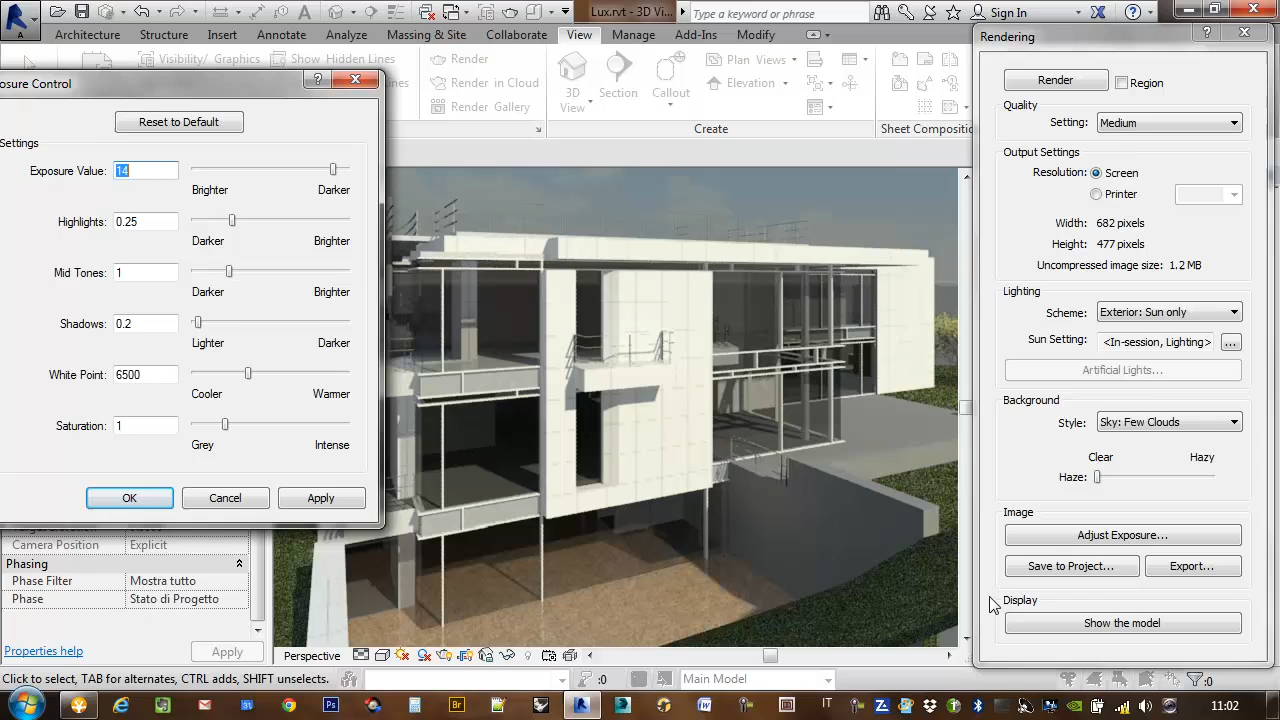 Lux.rvt - 3D Vi...
Type a keyword or phrase
Sign In
Architecture Structure Insert Annotate Analyze Massing & Site Collaborate View Manage Add-Ins Modify
Visibility/ Graphics Show Hidden Lines
Render
Render in Cloud
Render Gallery
3D View
Section
Callout
Plan Views
Elevation
Create
Sheet Compositio
osure Control
Reset to Default
Settings
Exposure Value: 14
Brighter Darker
Highlights: 0.25
Darker Brighter
Mid Tones: 1
Darker Brighter
Shadows: 0.2
Lighter Darker
White Point: 6500
Cooler Warmer
Saturation: 1
Grey Intense
OK Cancel Apply
Camera Position Explicit
Phasing
Phase Filter Mostra tutto
Phase Stato di Progetto
Properties help Apply
Rendering
Render Region
Quality
Setting: Medium
Output Settings
Resolution: Screen
Printer
Width: 682 pixels
Height: 477 pixels
Uncompressed image size: 1.2 MB
Lighting
Scheme: Exterior: Sun only
Sun Setting: <In-session, Lighting> ...
Artificial Lights...
Background
Style: Sky: Few Clouds
Clear Hazy
Haze:
Image
Adjust Exposure...
Save to Project... Export...
Display
Show the model
Perspective
Click to select, TAB for alternates, CTRL adds, SHIFT unselects.
:0
Main Model
:0
Br
IT
11:02